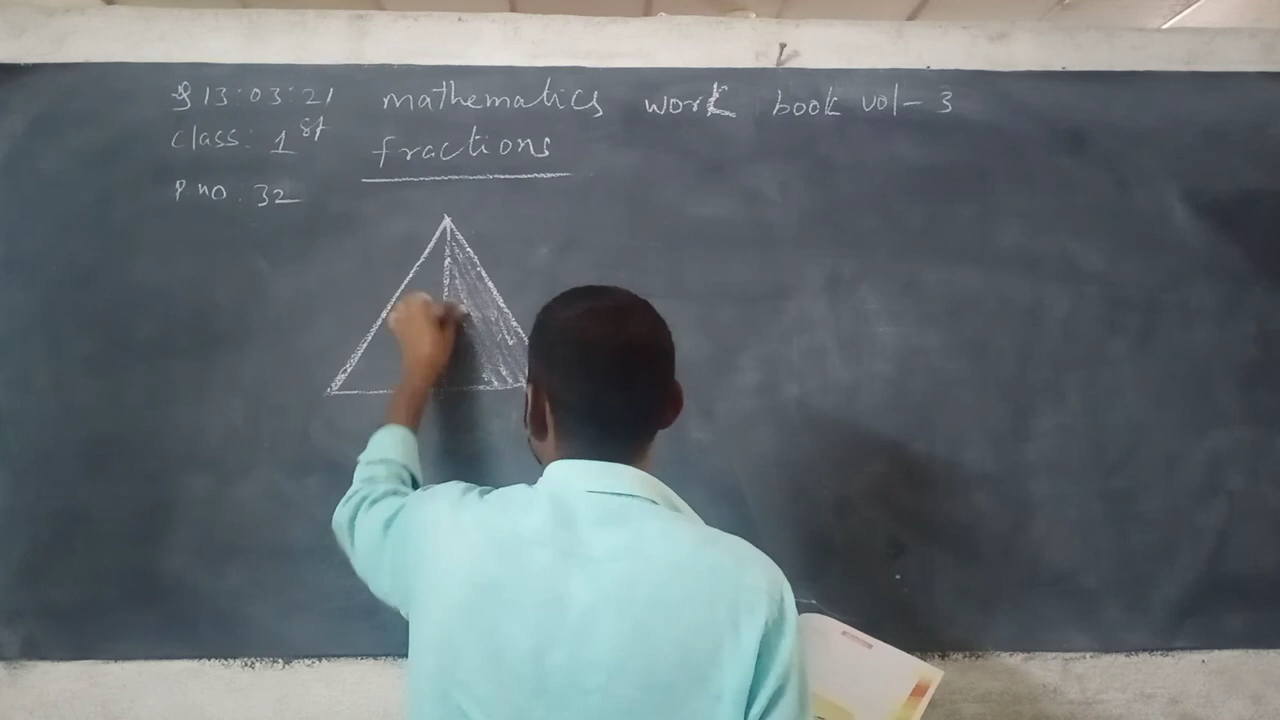 13:03:21 mathematics work book vol-3
class: 1st fractions
P no: 32